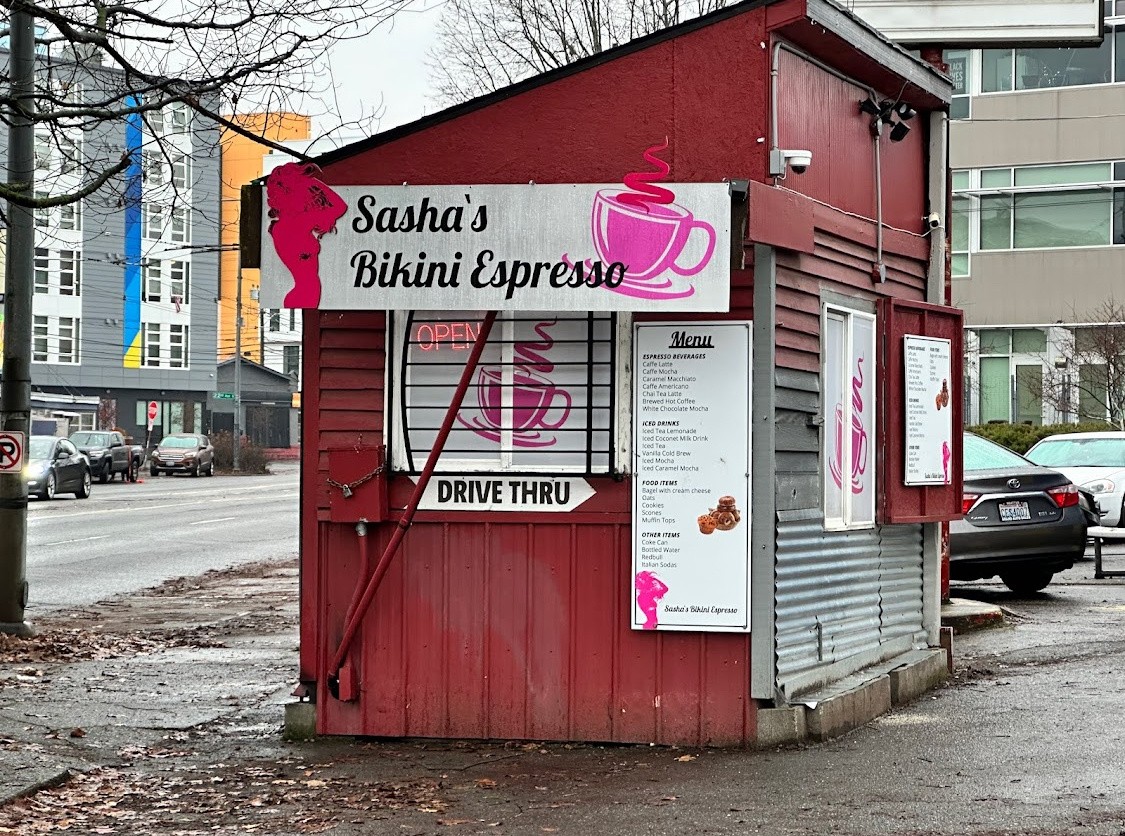 Sasha`s
Bikini Espresso
OPEN
DRIVE THRU
Menu
ESPRESSO BEVERAGES
Caffe Latte
Caffe Mocha
Caramel Macchiato
Caffe Americano
Chai Tea Latte
Brewed Hot Coffee
White Chocolate Mocha
ICED DRINKS
Iced Tea Lemonade
Iced Coconut Milk Drink
Iced Tea
Vanilla Cold Brew
Iced Mocha
Iced Caramel Mocha
FOOD ITEMS
Bagel with cream cheese
Oats
Cookies
Scones
Muffin Tops
OTHER ITEMS
Coke Can
Bottled Water
Redbull
Italian Sodas
Sasha's Bikini Espresso